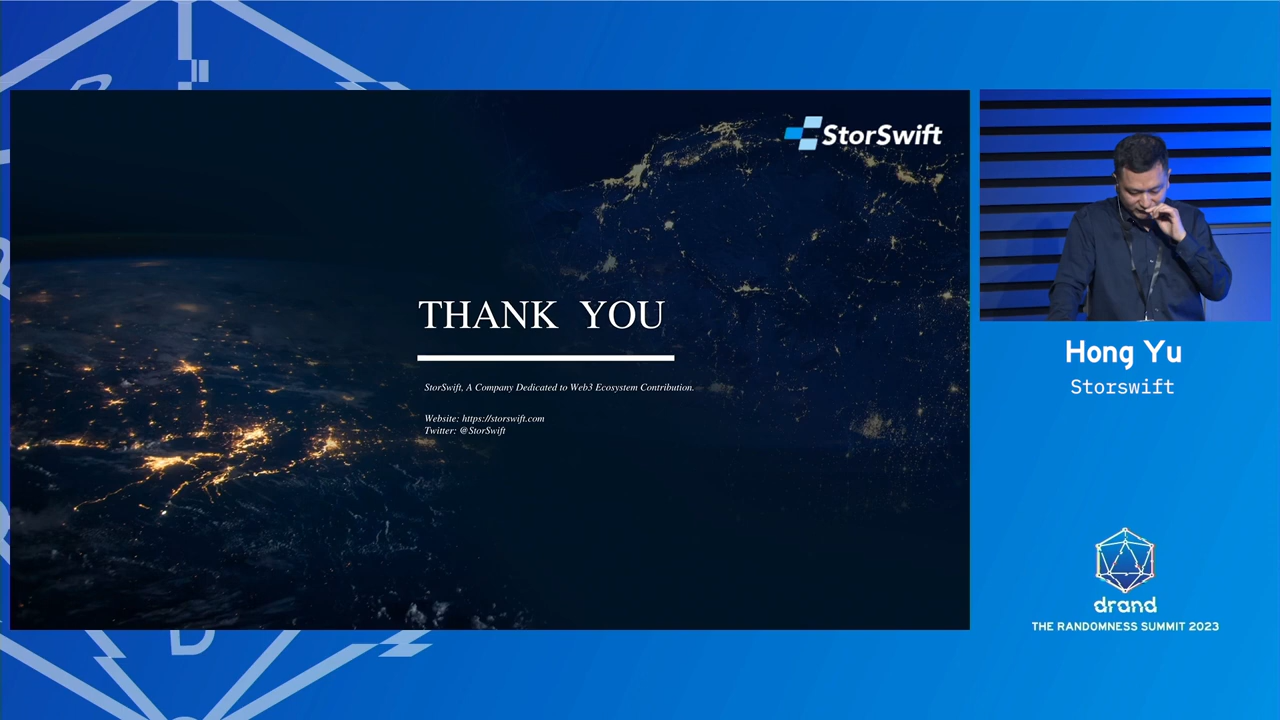 StorSwift
THANK YOU
StorSwift, A Company Dedicated to Web3 Ecosystem Contribution.
Website: https://storswift.com
Twitter: @StorSwift
Hong Yu
Storswift
drand
THE RANDOMNESS SUMMIT 2023